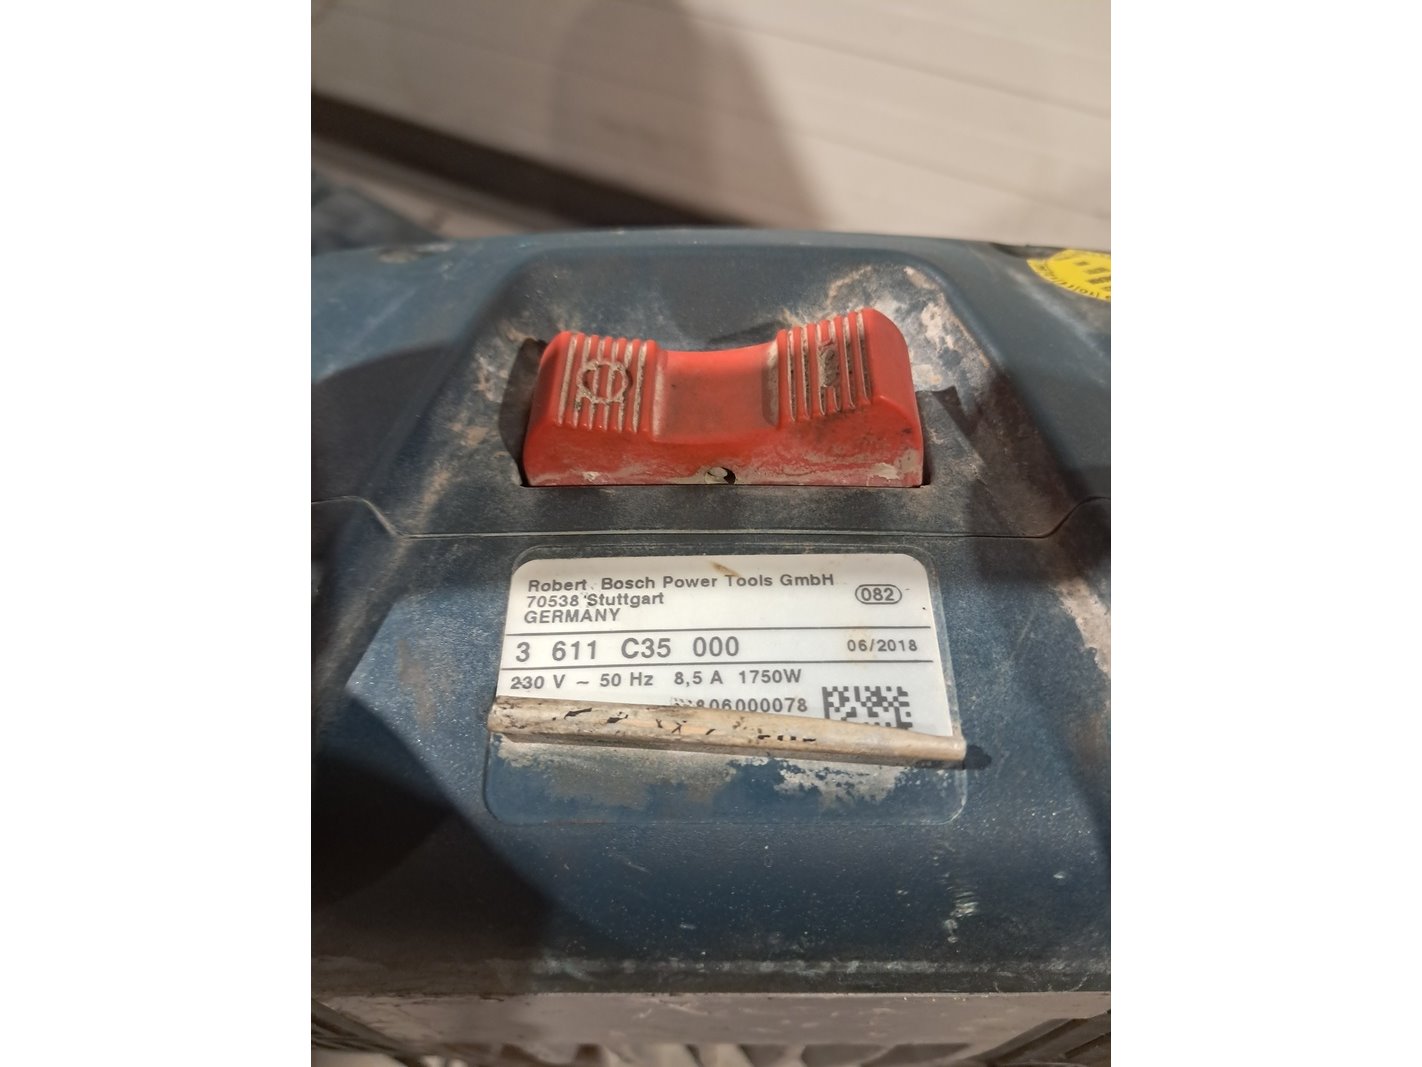 Robert Bosch Power Tools GmbH
70538 Stuttgart
GERMANY
082
3 611 C35 000
06/2018
230 V ~ 50 Hz 8,5 A 1750W
806000078